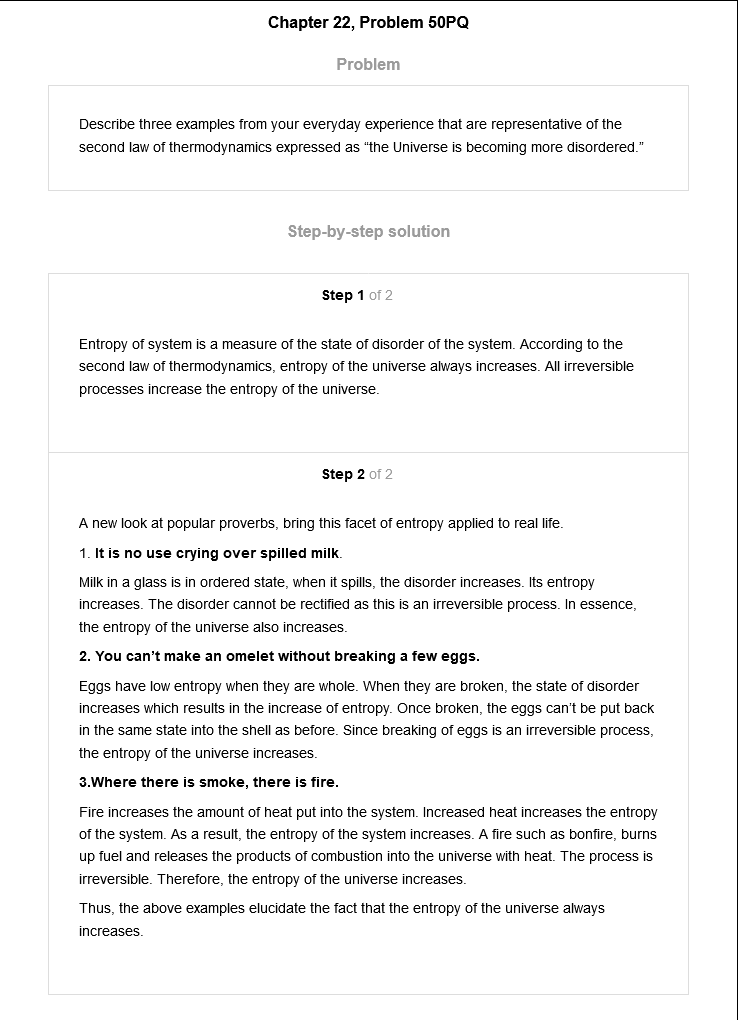 Chapter 22, Problem 50PQ
Problem
Describe three examples from your everyday experience that are representative of the
second law of thermodynamics expressed as “the Universe is becoming more disordered.”
Step-by-step solution
Step 1 of 2
Entropy of system is a measure of the state of disorder of the system. According to the
second law of thermodynamics, entropy of the universe always increases. All irreversible
processes increase the entropy of the universe.
Step 2 of 2
A new look at popular proverbs, bring this facet of entropy applied to real life.
1. It is no use crying over spilled milk.
Milk in a glass is in ordered state, when it spills, the disorder increases. Its entropy
increases. The disorder cannot be rectified as this is an irreversible process. In essence,
the entropy of the universe also increases.
2. You can’t make an omelet without breaking a few eggs.
Eggs have low entropy when they are whole. When they are broken, the state of disorder
increases which results in the increase of entropy. Once broken, the eggs can’t be put back
in the same state into the shell as before. Since breaking of eggs is an irreversible process,
the entropy of the universe increases.
3.Where there is smoke, there is fire.
Fire increases the amount of heat put into the system. Increased heat increases the entropy
of the system. As a result, the entropy of the system increases. A fire such as bonfire, burns
up fuel and releases the products of combustion into the universe with heat. The process is
irreversible. Therefore, the entropy of the universe increases.
Thus, the above examples elucidate the fact that the entropy of the universe always
increases.